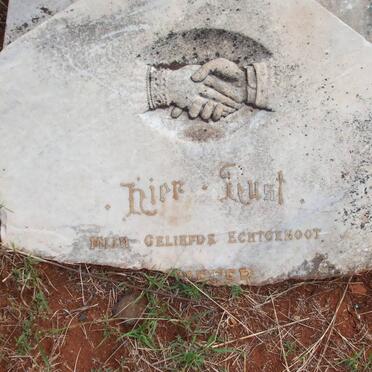 . Hier . Rust .
MIJN GELIEFDE ECHTGENOOT